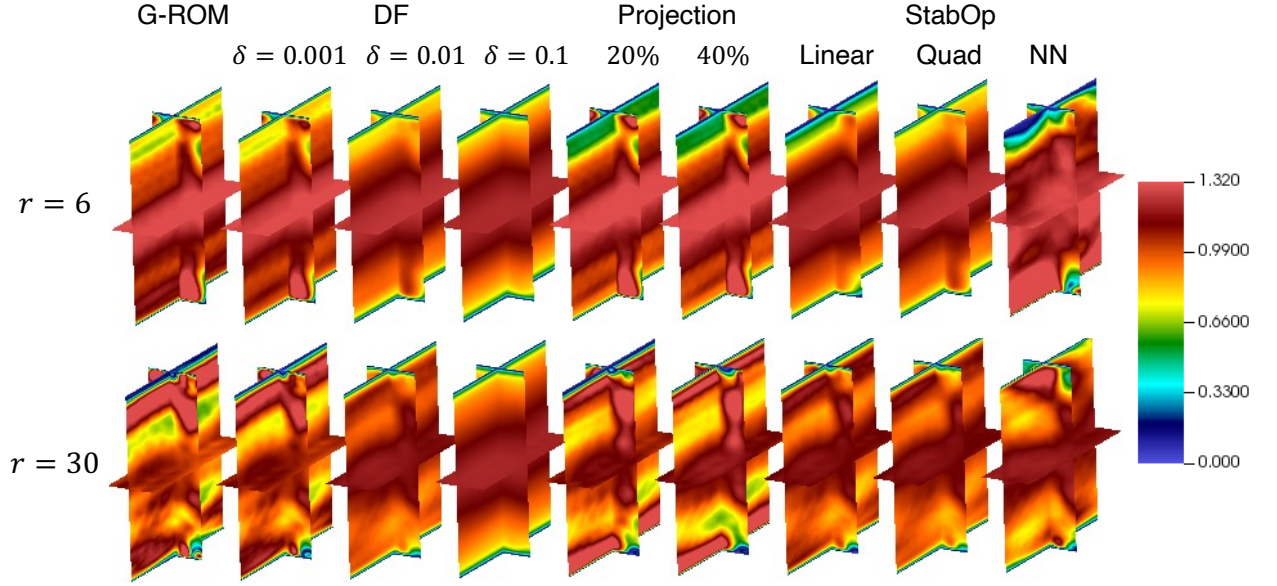 G-ROM DF Projection StabOp
δ = 0.001 δ = 0.01 δ = 0.1 20% 40% Linear Quad NN
r = 6
1.320
0.9900
0.6600
0.3300
0.000
r = 30